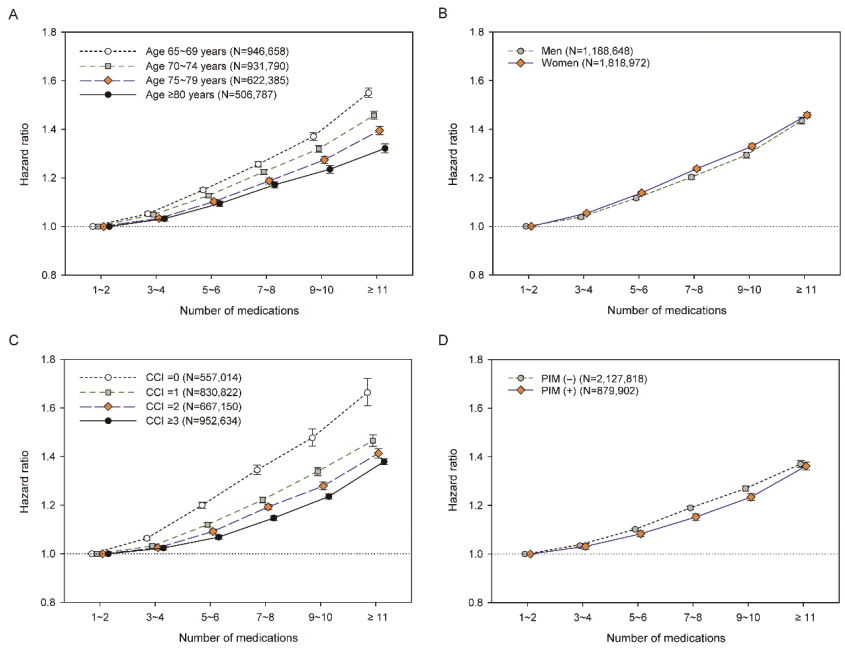 A
Age 65~69 years (N=946,658)
Age 70~74 years (N=931,790)
Age 75~79 years (N=622,385)
Age ≥80 years (N=506,787)
1.8
1.6
1.4
1.2
1.0
0.8
Hazard ratio
1~2 3~4 5~6 7~8 9~10 ≥ 11
Number of medications
B
Men (N=1,188,648)
Women (N=1,818,972)
1.8
1.6
1.4
1.2
1.0
0.8
Hazard ratio
1~2 3~4 5~6 7~8 9~10 ≥ 11
Number of medications
C
CCI =0 (N=557,014)
CCI =1 (N=830,822)
CCI =2 (N=667,150)
CCI ≥3 (N=952,634)
1.8
1.6
1.4
1.2
1.0
0.8
Hazard ratio
1~2 3~4 5~6 7~8 9~10 ≥ 11
Number of medications
D
PIM (–) (N=2,127,818)
PIM (+) (N=879,902)
1.8
1.6
1.4
1.2
1.0
0.8
Hazard ratio
1~2 3~4 5~6 7~8 9~10 ≥ 11
Number of medications